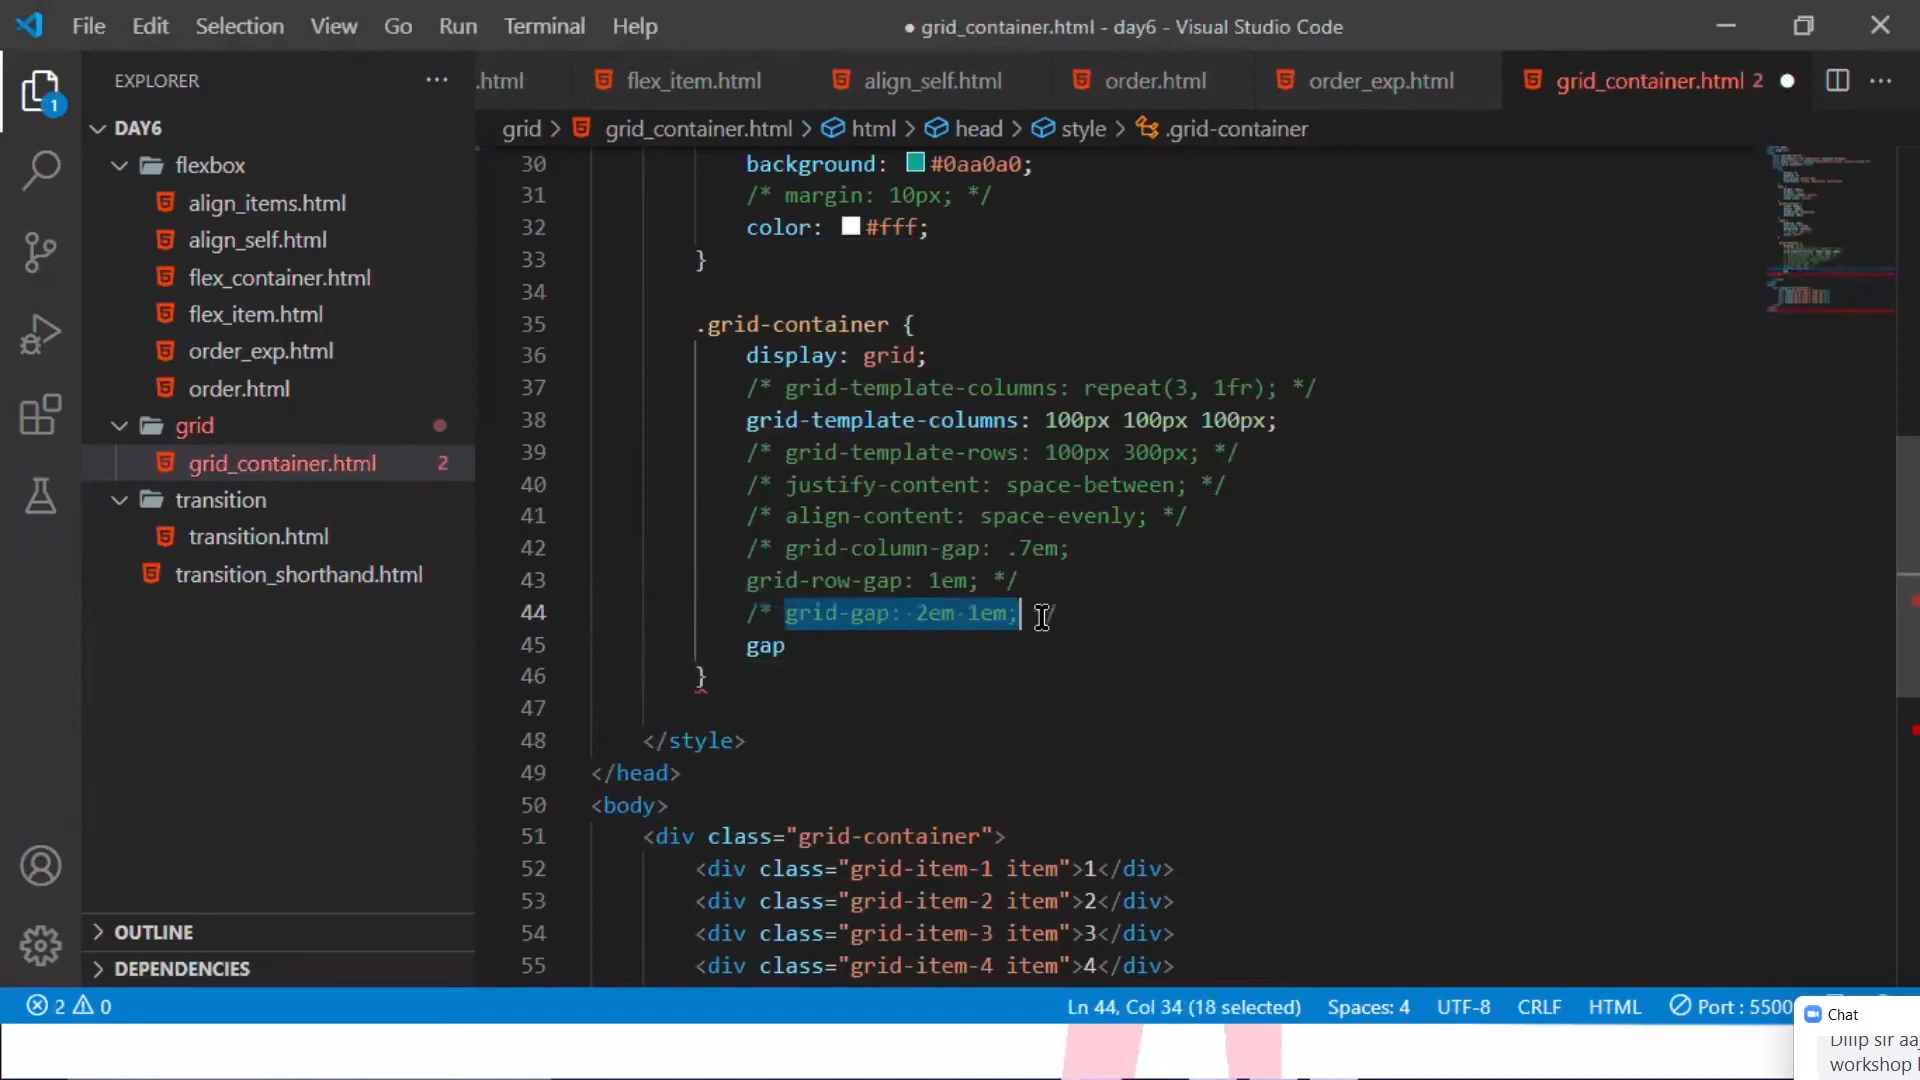 File Edit Selection View Go Run Terminal Help
● grid_container.html - day6 - Visual Studio Code
EXPLORER ...
.html flex_item.html align_self.html order.html order_exp.html grid_container.html 2 ● ...
1
DAY6
grid > grid_container.html > html > head > style > .grid-container
flexbox
align_items.html
align_self.html
flex_container.html
flex_item.html
order_exp.html
order.html
grid
grid_container.html 2
transition
transition.html
transition_shorthand.html
OUTLINE
DEPENDENCIES
30 background: #0aa0a0;
31 /* margin: 10px; */
32 color: #fff;
33 }
34
35 .grid-container {
36 display: grid;
37 /* grid-template-columns: repeat(3, 1fr); */
38 grid-template-columns: 100px 100px 100px;
39 /* grid-template-rows: 100px 300px; */
40 /* justify-content: space-between; */
41 /* align-content: space-evenly; */
42 /* grid-column-gap: .7em;
43 grid-row-gap: 1em; */
44 /* grid-gap: 2em 1em; */
45 gap
46 }
47
48 </style>
49 </head>
50 <body>
51 <div class="grid-container">
52 <div class="grid-item-1 item">1</div>
53 <div class="grid-item-2 item">2</div>
54 <div class="grid-item-3 item">3</div>
55 <div class="grid-item-4 item">4</div>
2 0 Ln 44, Col 34 (18 selected) Spaces: 4 UTF-8 CRLF HTML Port : 5500
Chat
Dilip sir
workshop